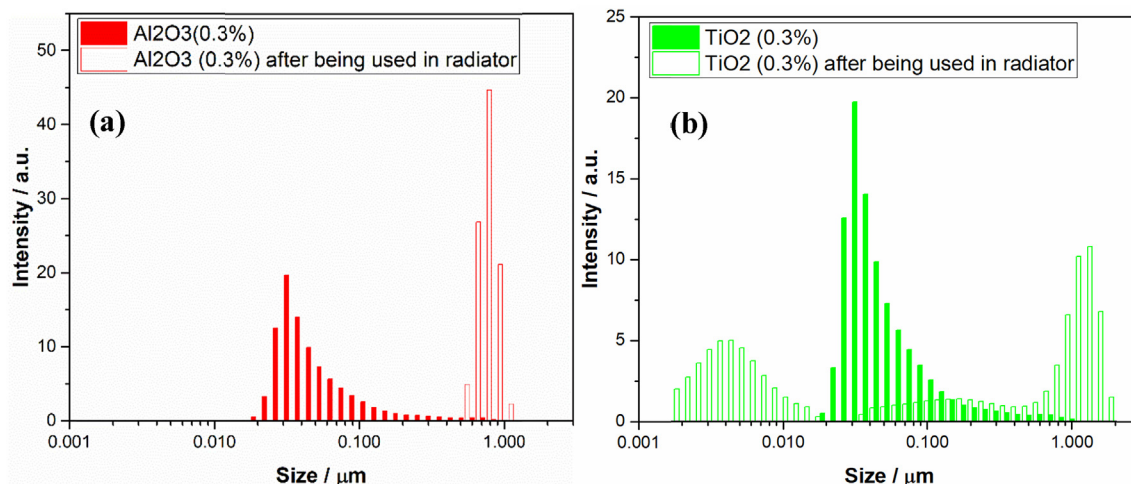 Al2O3(0.3%)
Al2O3 (0.3%) after being used in radiator
(a)
Intensity / a.u.
50
40
30
20
10
0
0.001
0.010
0.100
1.000
Size / μm
TiO2 (0.3%)
TiO2 (0.3%) after being used in radiator
(b)
Intensity / a.u.
25
20
15
10
5
0
0.001
0.010
0.100
1.000
Size / μm